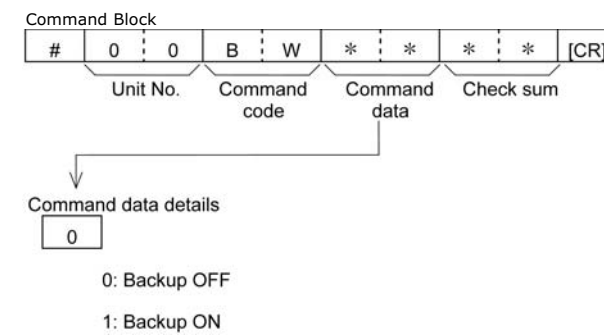 Command Block
# 0 0 B W * * * * [CR]
Unit No. Command code Command data Check sum
Command data details
0
0: Backup OFF
1: Backup ON